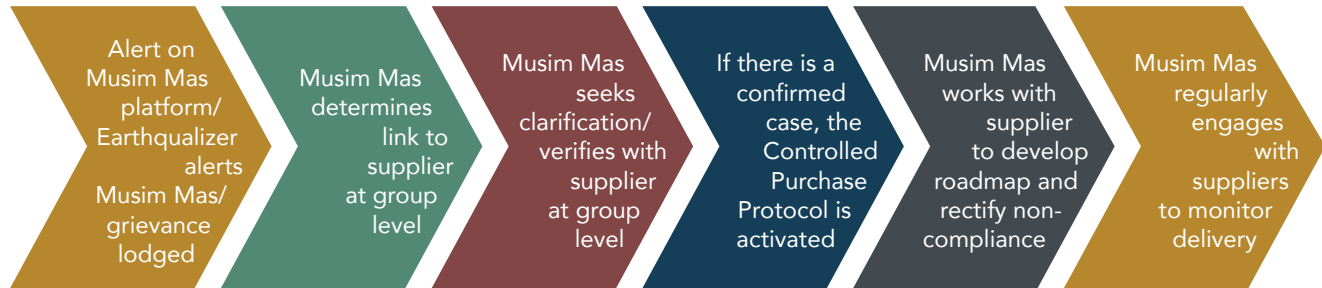 Alert on
Musim Mas
platform/
Earthqualizer
alerts
Musim Mas/
grievance
lodged
Musim Mas
determines
link to
supplier
at group
level
Musim Mas
seeks
clarification/
verifies with
supplier
at group
level
If there is a
confirmed
case, the
Controlled
Purchase
Protocol is
activated
Musim Mas
works with
supplier
to develop
roadmap and
rectify non-
compliance
Musim Mas
regularly
engages
with
suppliers
to monitor
delivery